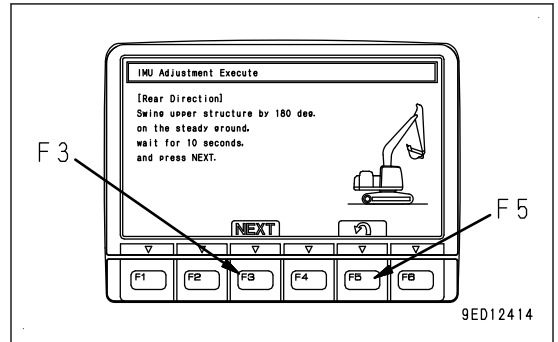 IMU Adjustment Execute
[Rear Direction]
Swing upper structure by 180 deg.
on the steady ground,
wait for 10 seconds,
and press NEXT.
F3
F5
NEXT
F1 F2 F3 F4 F5 F6
9ED12414